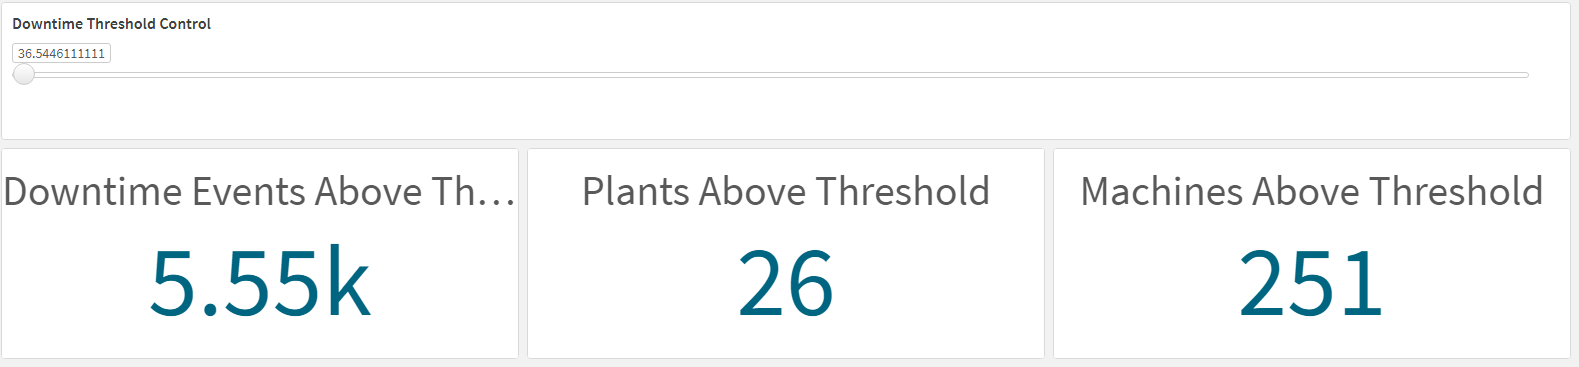 Downtime Threshold Control
36.5446111111
Downtime Events Above Th...
Plants Above Threshold
Machines Above Threshold
5.55k
26
251